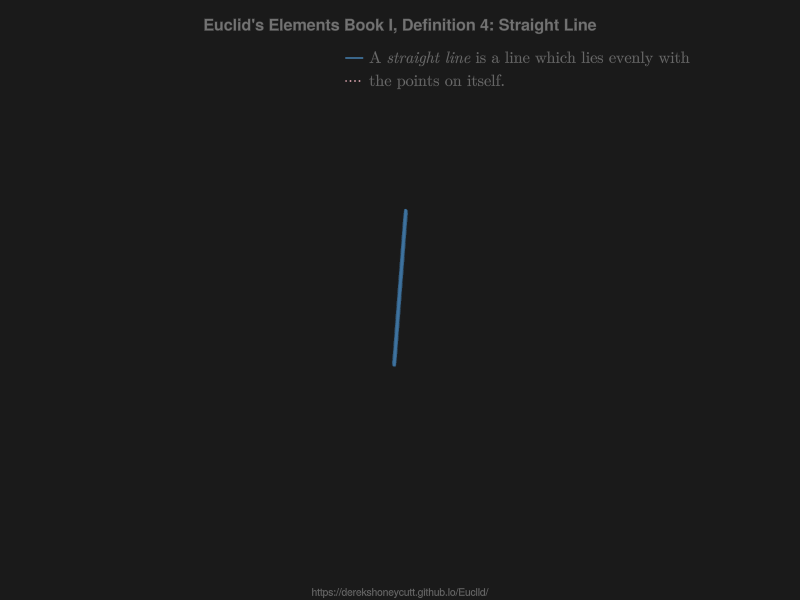 Euclid's Elements Book I, Definition 4: Straight Line
A straight line is a line which lies evenly with
the points on itself.
https://derekshoneycutt.github.io/Euclid/